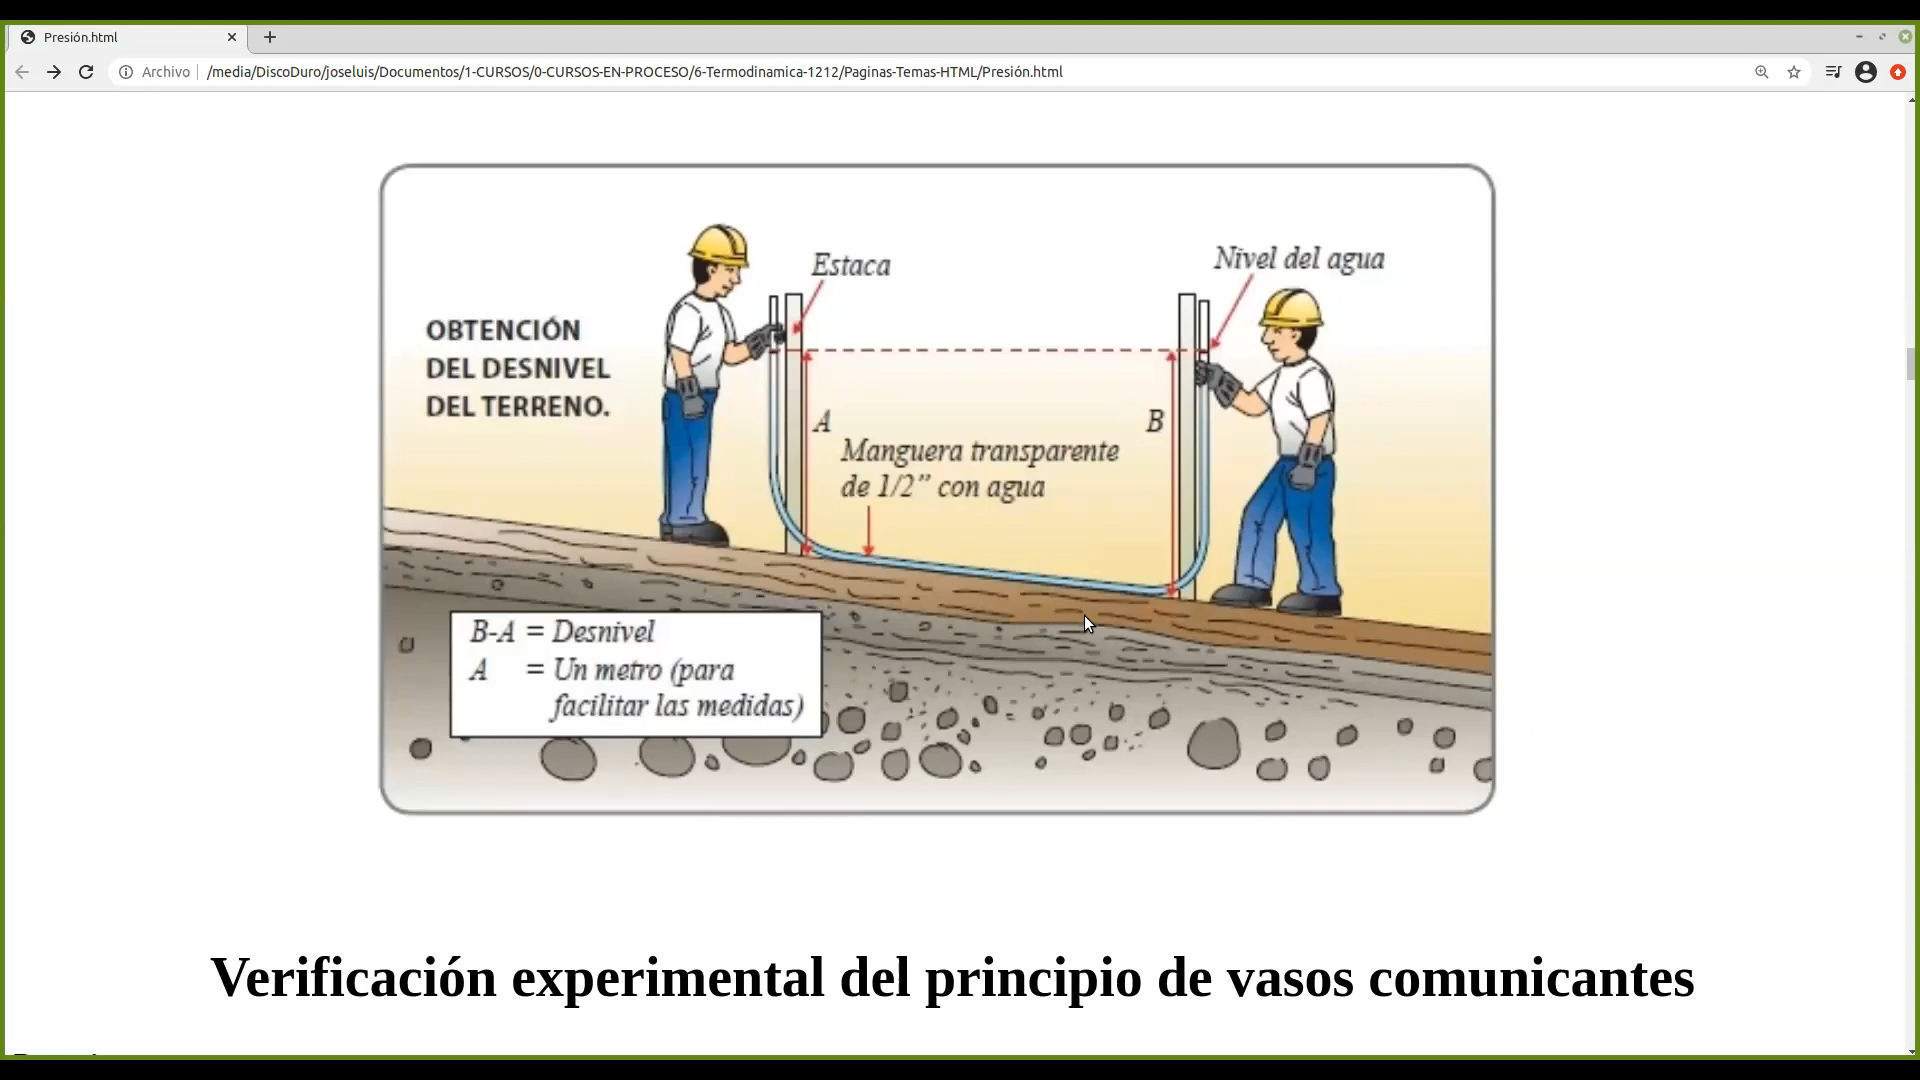 Presión.html
Archivo
/media/DiscoDuro/joseluis/Documentos/1-CURSOS/0-CURSOS-EN-PROCESO/6-Termodinamica-1212/Paginas-Temas-HTML/Presión.html
Estaca
Nivel del agua
OBTENCIÓN
DEL DESNIVEL
DEL TERRENO.
A
B
Manguera transparente
de 1/2” con agua
B-A = Desnivel
A = Un metro (para
facilitar las medidas)
Verificación experimental del principio de vasos comunicantes